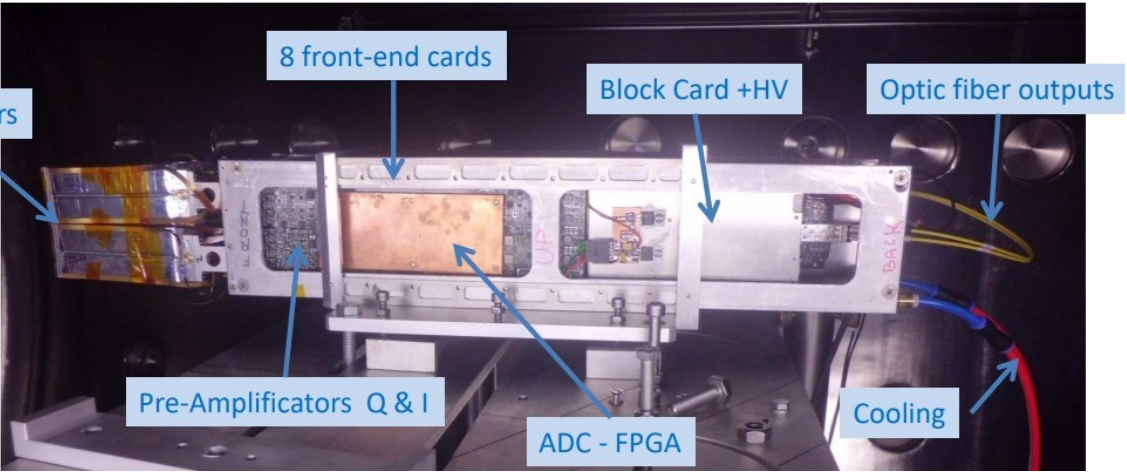 8 front-end cards
Block Card +HV
Optic fiber outputs
rs
FRONT
UP
BACK
2
Pre-Amplificators Q & I
Cooling
ADC - FPGA